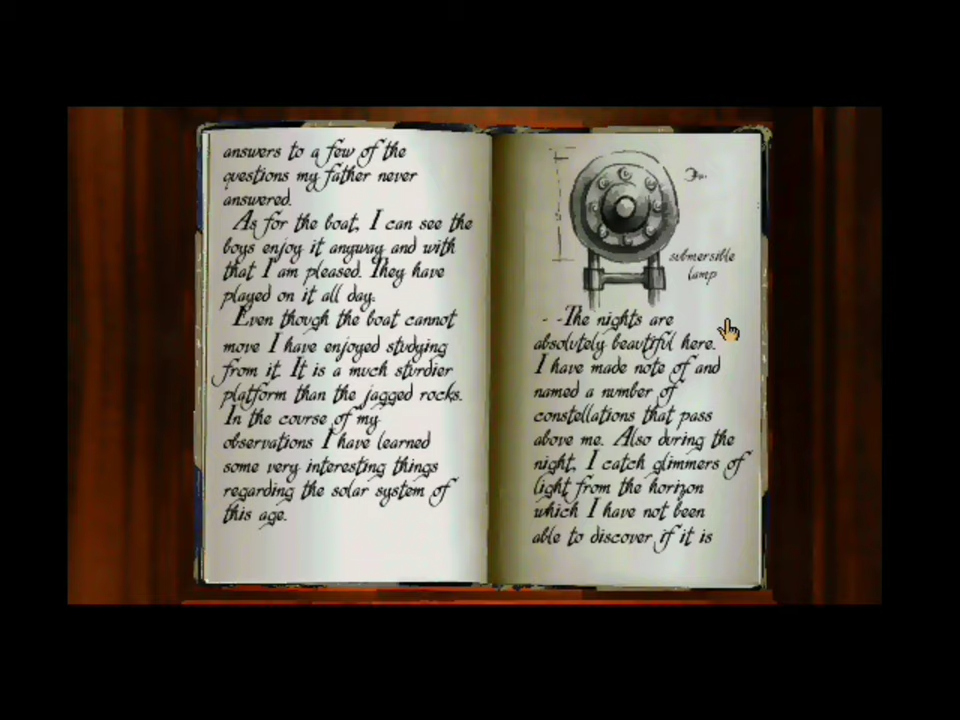 answers to a few of the
questions my father never
answered.
As for the boat, I can see the
boys enjoy it anyway and with
that I am pleased. They have
played on it all day.
Even though the boat cannot
move I have enjoyed studying
from it. It is a much sturdier
platform than the jagged rocks.
In the course of my
observations I have learned
some very interesting things
regarding the solar system of
this age.
submersible
lamp
- -The nights are
absolutely beautiful here.
I have made note of and
named a number of
constellations that pass
above me. Also during the
night, I catch glimmers of
light from the horizon
which I have not been
able to discover if it is